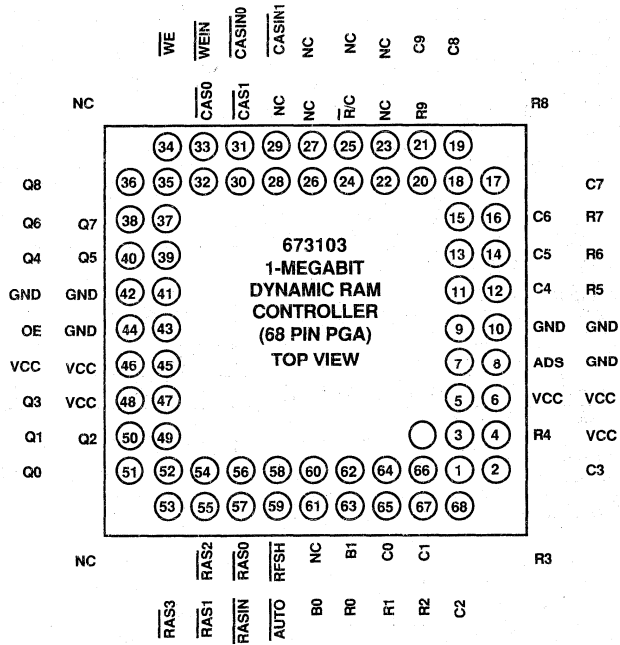 WE WEIN CASIN0 CASIN1 NC NC NC C9 C8
NC CAS0 CAS1 NC NC R/C NC R9 R8
34 33 31 29 27 25 23 21 19
Q8 36 35 32 30 28 26 24 22 20 18 17 C7
Q6 Q7 38 37 15 16 C6 R7
Q4 Q5 40 39 13 14 C5 R6
GND GND 42 41 11 12 C4 R5
OE GND 44 43 9 10 GND GND
VCC VCC 46 45 7 8 ADS GND
Q3 VCC 48 47 5 6 VCC VCC
Q1 Q2 50 49 3 4 R4 VCC
673103
1-MEGABIT
DYNAMIC RAM
CONTROLLER
(68 PIN PGA)
TOP VIEW
Q0 51 52 54 56 58 60 62 64 66 1 2 C3
53 55 57 59 61 63 65 67 68
NC RAS2 RAS0 RFSH NC B1 C0 C1 R3
RAS3 RAS1 RASIN AUTO B0 R0 R1 R2 C2